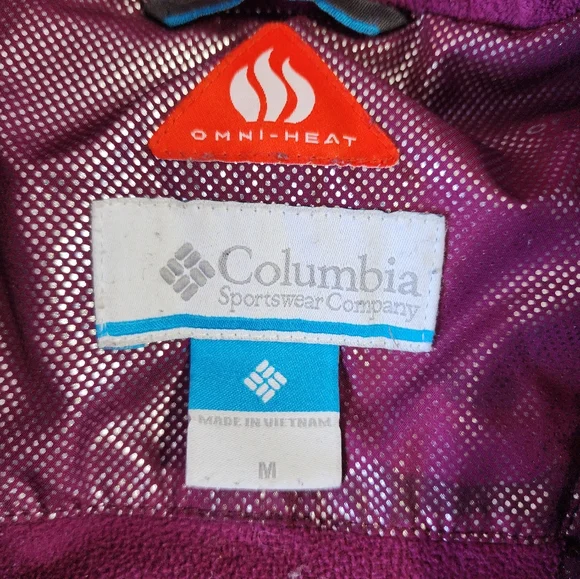 OMNI-HEAT
Columbia
Sportswear Company
MADE IN VIETNAM
M